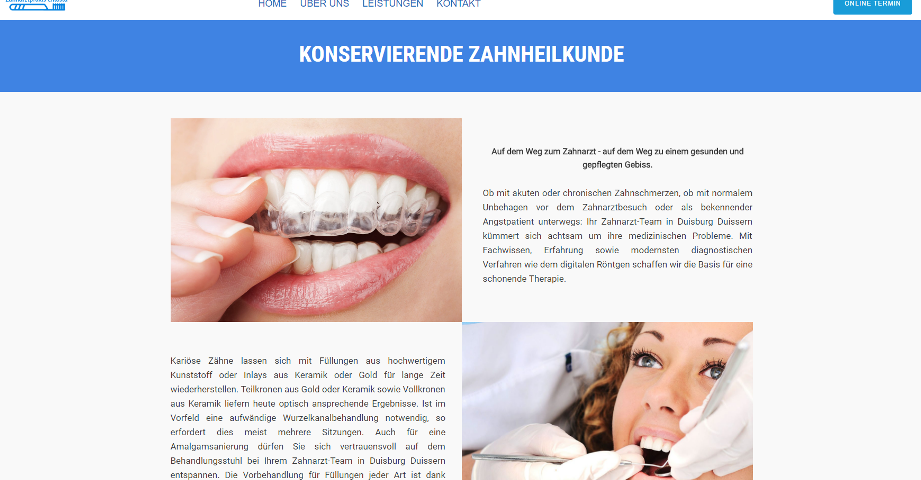 HOME ÜBER UNS LEISTUNGEN KONTAKT
ONLINE TERMIN
KONSERVIERENDE ZAHNHEILKUNDE
Auf dem Weg zum Zahnarzt - auf dem Weg zu einem gesunden und
gepflegten Gebiss.
Ob mit akuten oder chronischen Zahnschmerzen, ob mit normalem
Unbehagen vor dem Zahnarztbesuch oder als bekennender
Angstpatient unterwegs: Ihr Zahnarzt-Team in Duisburg Duissern
kümmert sich achtsam um ihre medizinischen Probleme. Mit
Fachwissen, Erfahrung sowie modernsten diagnostischen
Verfahren wie dem digitalen Röntgen schaffen wir die Basis für eine
schonende Therapie.
Kariöse Zähne lassen sich mit Füllungen aus hochwertigem
Kunststoff oder Inlays aus Keramik oder Gold für lange Zeit
wiederherstellen. Teilkronen aus Gold oder Keramik sowie Vollkronen
aus Keramik liefern heute optisch ansprechende Ergebnisse. Ist im
Vorfeld eine aufwändige Wurzelkanalbehandlung notwendig, so
erfordert dies meist mehrere Sitzungen. Auch für eine
Amalgamsanierung dürfen Sie sich vertrauensvoll auf dem
Behandlungsstuhl bei Ihrem Zahnarzt-Team in Duisburg Duissern
entspannen. Die Vorbehandlung für Füllungen jeder Art ist dank